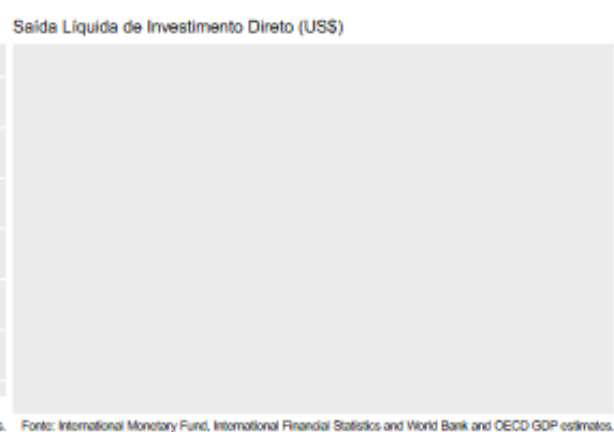 Saída Líquida de Investimento Direto (US$)
s. Fonte: International Monetary Fund, International Financial Statistics and World Bank and OECD GDP estimates